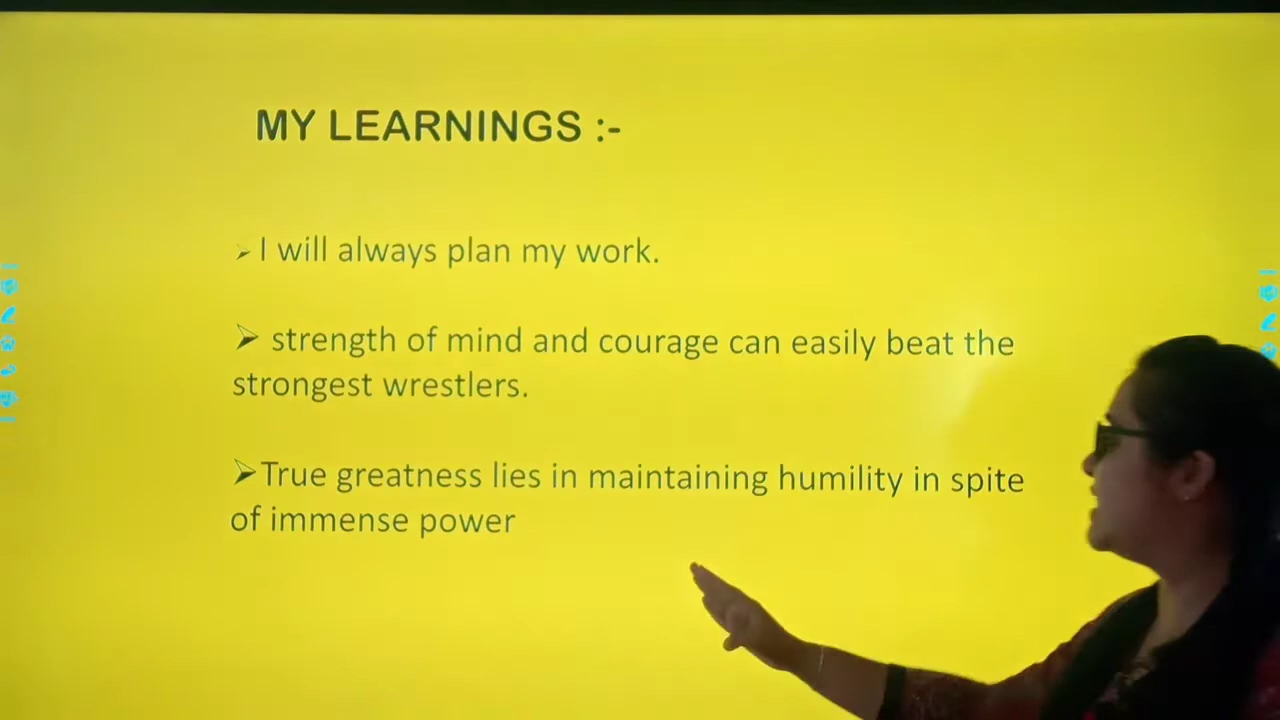 MY LEARNINGS :-
➢ I will always plan my work.
➢ strength of mind and courage can easily beat the
strongest wrestlers.
➢True greatness lies in maintaining humility in spite
of immense power